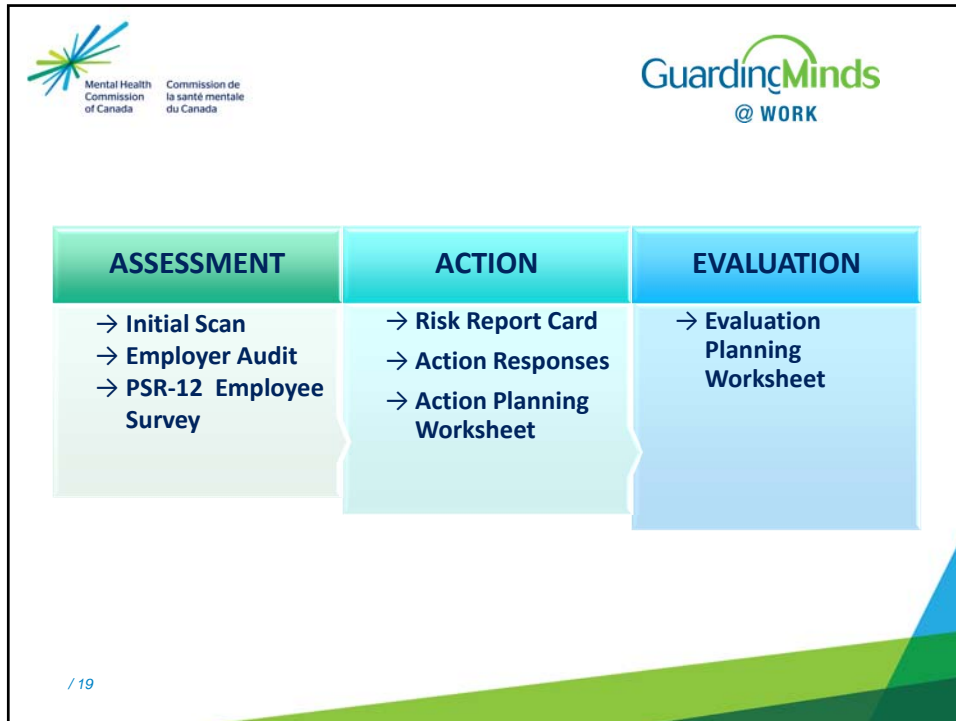 Mental Health
Commission
of Canada
Commission de
la santé mentale
du Canada
GuardingMinds
@ WORK
ASSESSMENT
→ Initial Scan
→ Employer Audit
→ PSR-12 Employee
Survey
ACTION
→ Risk Report Card
→ Action Responses
→ Action Planning
Worksheet
EVALUATION
→ Evaluation
Planning
Worksheet
/ 19